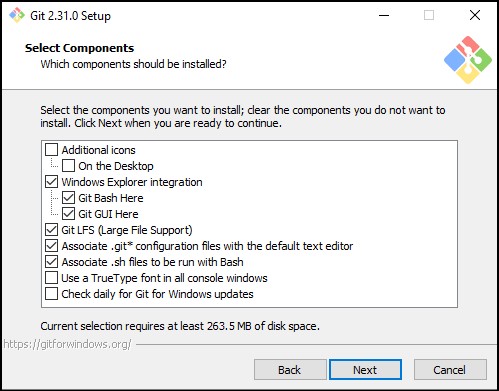 Git 2.31.0 Setup
Select Components
Which components should be installed?
Select the components you want to install; clear the components you do not want to
install. Click Next when you are ready to continue.
Additional icons
On the Desktop
Windows Explorer integration
Git Bash Here
Git GUI Here
Git LFS (Large File Support)
Associate .git* configuration files with the default text editor
Associate .sh files to be run with Bash
Use a TrueType font in all console windows
Check daily for Git for Windows updates
Current selection requires at least 263.5 MB of disk space.
https://gitforwindows.org/
Back
Next
Cancel